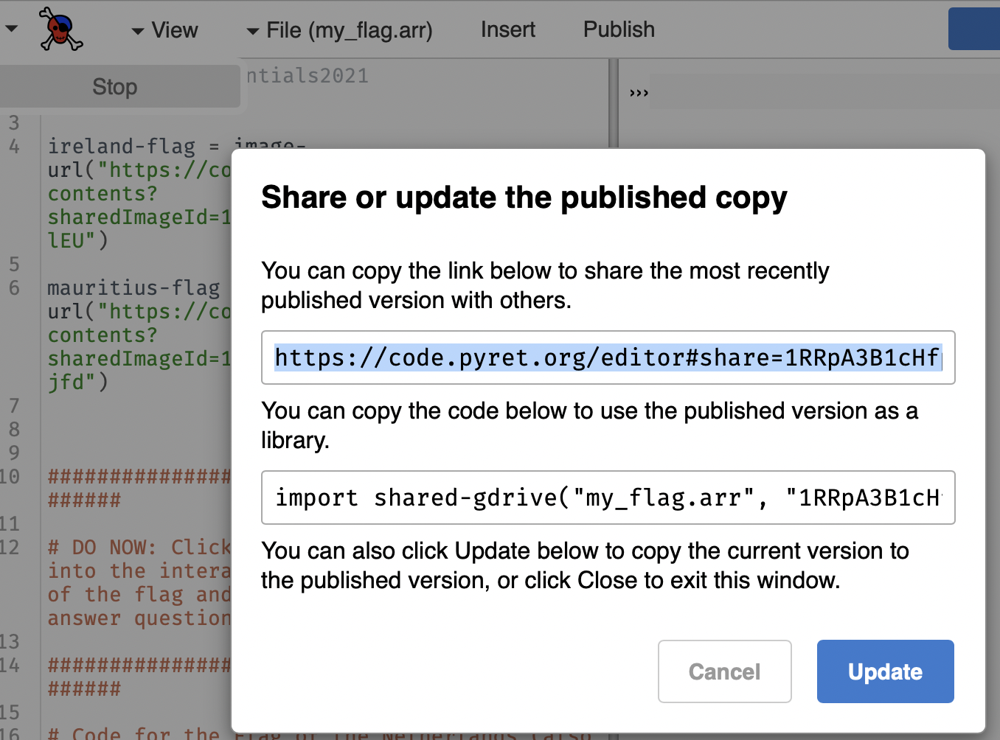 View
File (my_flag.arr)
Insert
Publish
Stop
ntials2021
›››
3
4 ireland-flag = image-
url("https://co
contents?
sharedImageId=1
lEU")
5
6 mauritius-flag
url("https://co
contents?
sharedImageId=1
jfd")
7
8
9
10 ###############
######
11
12 # DO NOW: Click
into the intera
of the flag and
answer question
13
14 ###############
######
15
16 # Code for the Flag of the Netherlands (also
Share or update the published copy
You can copy the link below to share the most recently
published version with others.
https://code.pyret.org/editor#share=1RRpA3B1cHf
You can copy the code below to use the published version as a
library.
import shared-gdrive("my_flag.arr", "1RRpA3B1cH
You can also click Update below to copy the current version to
the published version, or click Close to exit this window.
Cancel
Update